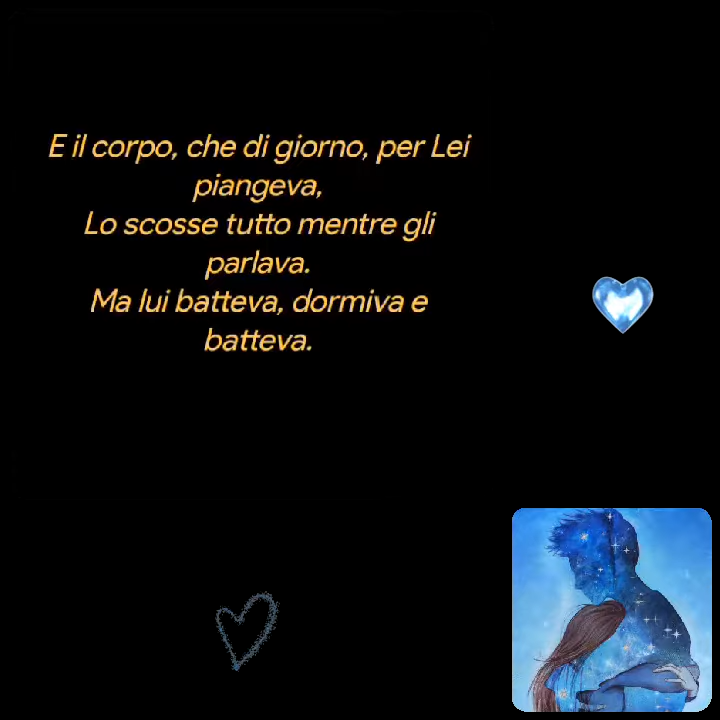 E il corpo, che di giorno, per Lei
piangeva,
Lo scosse tutto mentre gli
parlava.
Ma lui batteva, dormiva e
batteva.